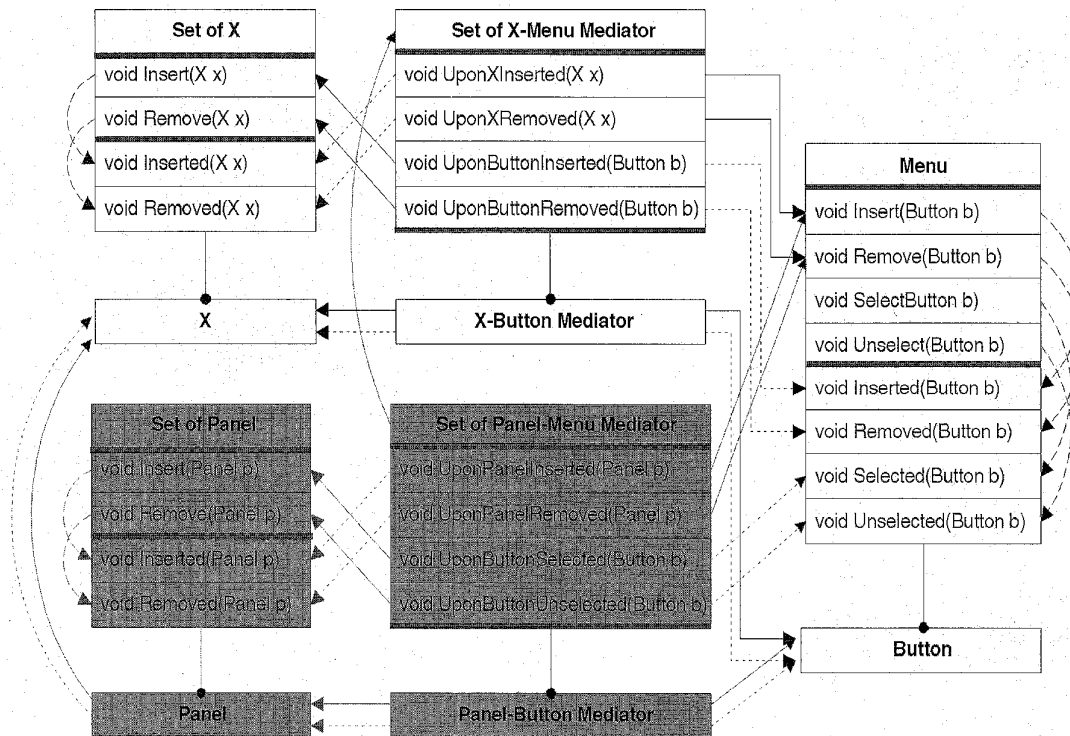 Set of X
void Insert(X x)
void Remove(X x)
void Inserted(X x)
void Removed(X x)
Set of X-Menu Mediator
void UponXInserted(X x)
void UponXRemoved(X x)
void UponButtonInserted(Button b)
void UponButtonRemoved(Button b)
Menu
void Insert(Button b)
void Remove(Button b)
void SelectButton b)
void Unselect(Button b)
void Inserted(Button b)
void Removed(Button b)
void Selected(Button b)
void Unselected(Button b)
X
X-Button Mediator
Set of Panel
void Insert(Panel p)
void Remove(Panel p)
void Inserted(Panel p)
void Removed(Panel p)
Set of Panel-Menu Mediator
void UponPanelInserted(Panel p)
void UponPanelRemoved(Panel p)
void UponButtonSelected(Button b)
void UponButtonUnselected(Button b)
Button
Panel
Panel-Button Mediator